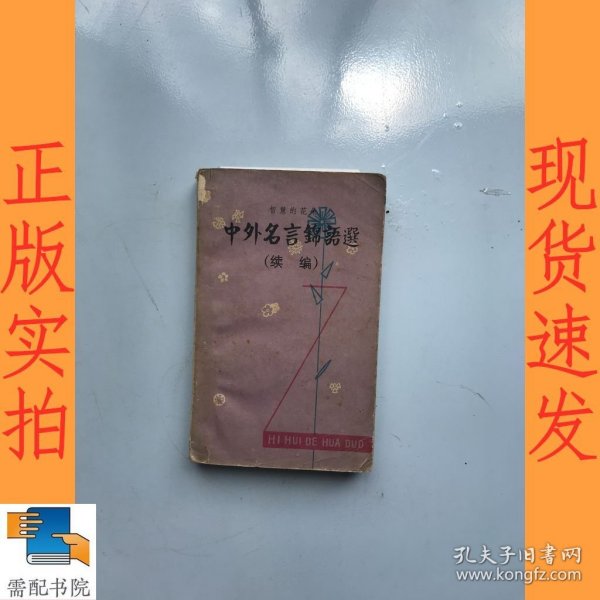 正版实拍
现货速发
智慧的花朵
中外名言錦語選
（续 编）
HI HUI DE HUA DUO
需配书院
孔夫子旧书网
www.kongfz.com